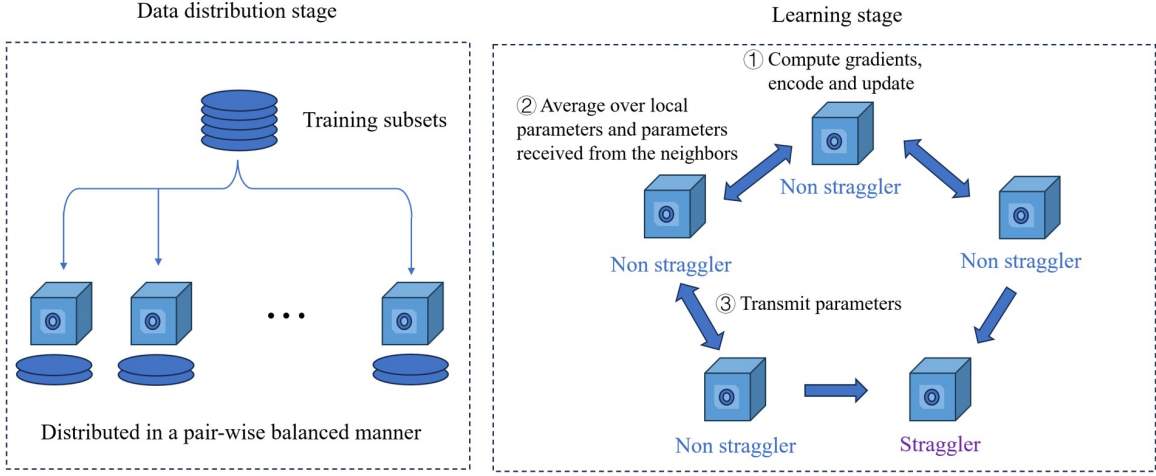 Data distribution stage
Training subsets
...
Distributed in a pair-wise balanced manner
Learning stage
① Compute gradients,
encode and update
② Average over local
parameters and parameters
received from the neighbors
Non straggler
Non straggler
Non straggler
③ Transmit parameters
Non straggler
Straggler